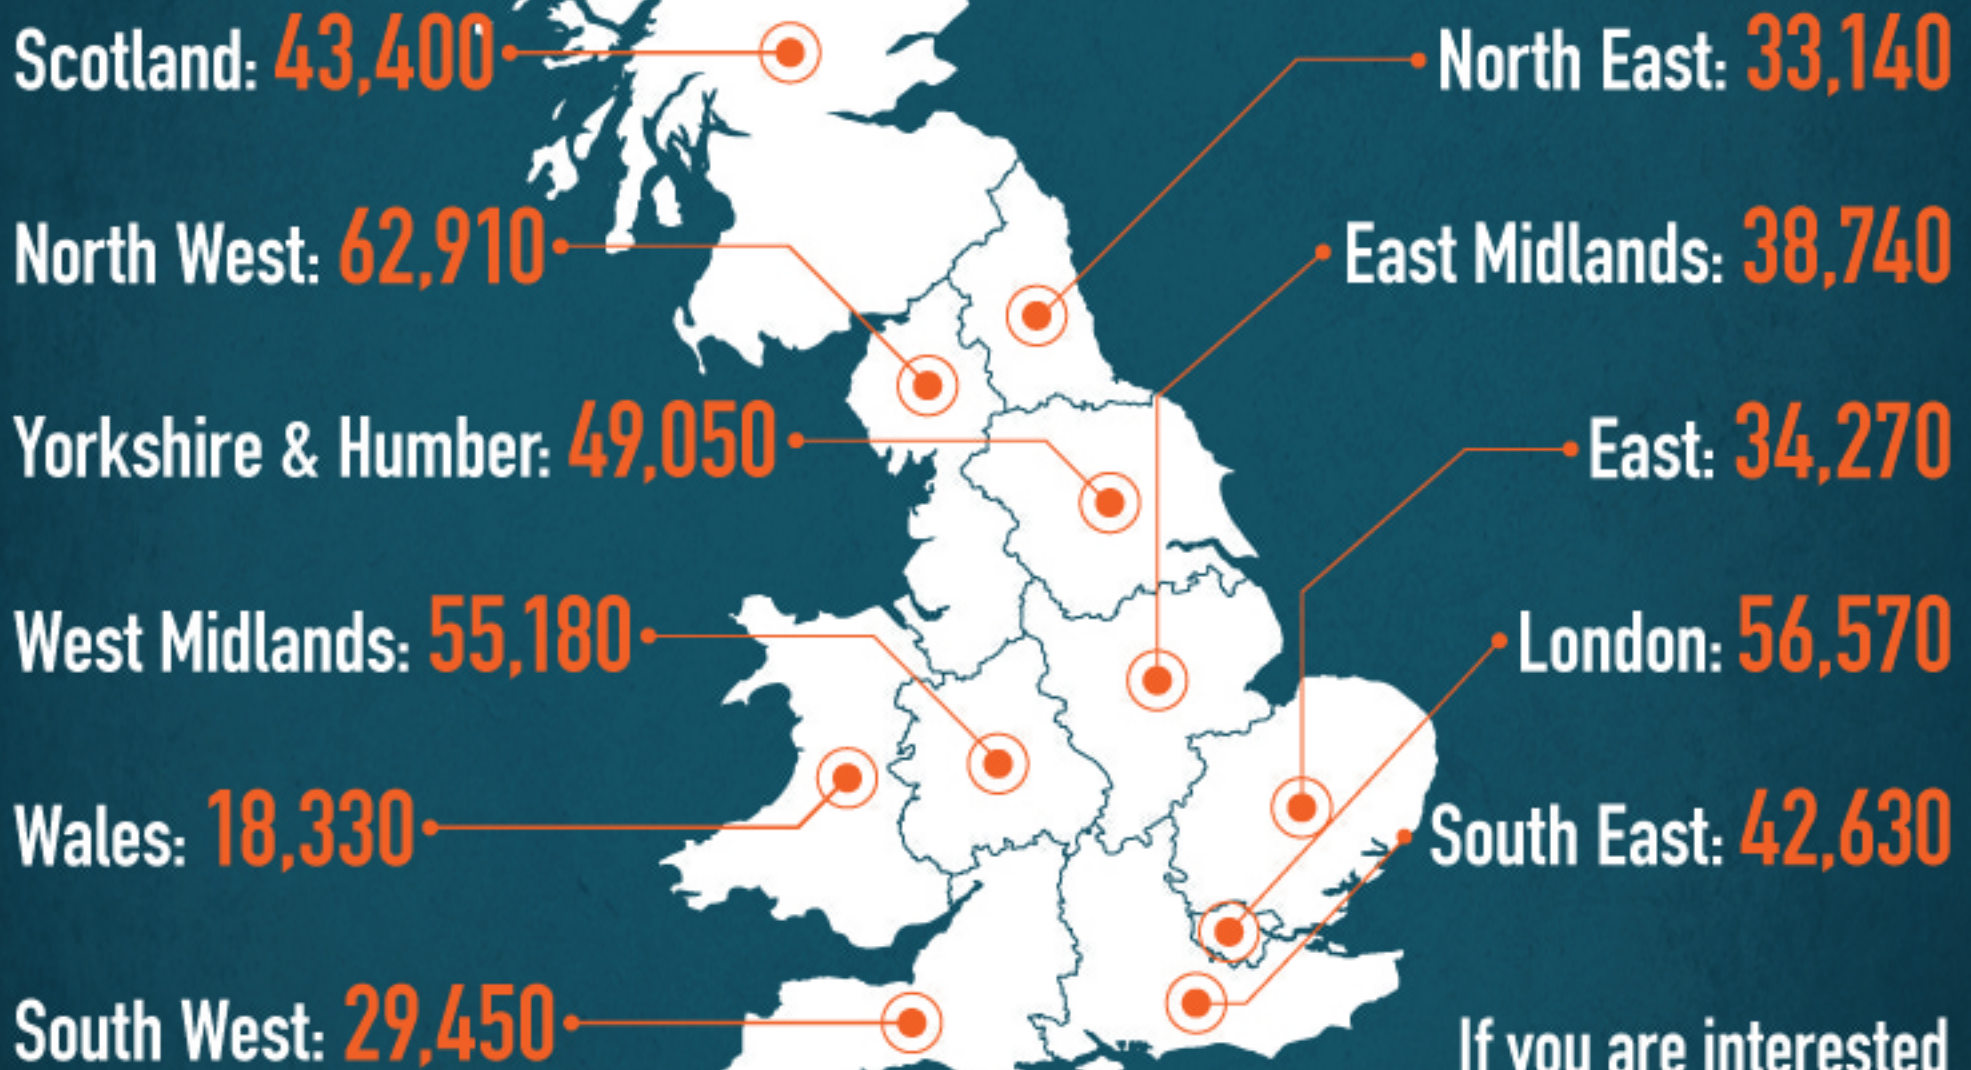 Scotland: 43,400
North West: 62,910
Yorkshire & Humber: 49,050
West Midlands: 55,180
Wales: 18,330
South West: 29,450
North East: 33,140
East Midlands: 38,740
East: 34,270
London: 56,570
South East: 42,630
If you are interested